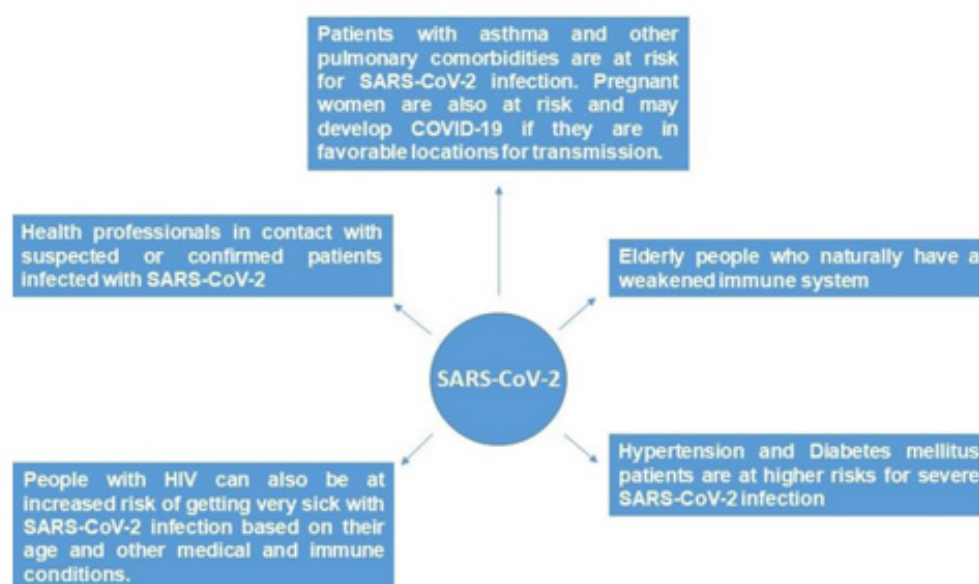 Patients with asthma and other
pulmonary comorbidities are at risk
for SARS-CoV-2 infection. Pregnant
women are also at risk and may
develop COVID-19 if they are in
favorable locations for transmission.
Health professionals in contact with
suspected or confirmed patients
infected with SARS-CoV-2
Elderly people who naturally have a
weakened immune system
SARS-CoV-2
People with HIV can also be at
increased risk of getting very sick with
SARS-CoV-2 infection based on their
age and other medical and immune
conditions.
Hypertension and Diabetes mellitus
patients are at higher risks for severe
SARS-CoV-2 infection